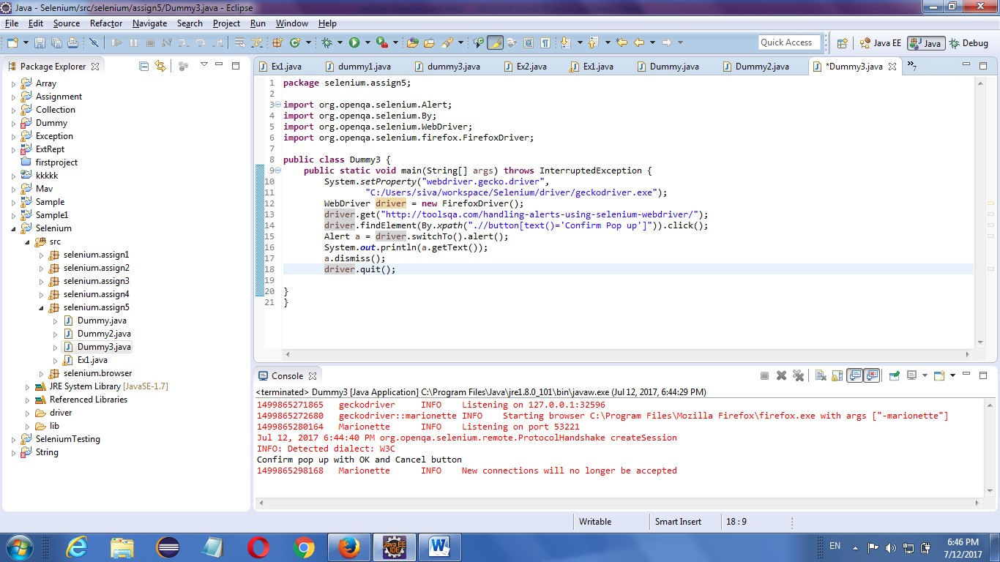 Java - Selenium/src/selenium/assign5/Dummy3.java - Eclipse
File Edit Source Refactor Navigate Search Project Run Window Help
Quick Access Java EE Java Debug
Package Explorer
Array
Assignment
Collection
Dummy
Exception
ExtRept
firstproject
kkkkk
Mav
Sample
Sample1
Selenium
src
selenium.assign1
selenium.assign2
selenium.assign3
selenium.assign4
selenium.assign5
Dummy.java
Dummy2.java
Dummy3.java
Ex1.java
selenium.browser
JRE System Library [JavaSE-1.7]
Referenced Libraries
driver
lib
SeleniumTesting
String
Ex1.java dummy1.java dummy3.java Ex2.java Ex1.java Dummy.java Dummy2.java *Dummy3.java »7
1 package selenium.assign5;
2
3 import org.openqa.selenium.Alert;
4 import org.openqa.selenium.By;
5 import org.openqa.selenium.WebDriver;
6 import org.openqa.selenium.firefox.FirefoxDriver;
7
8 public class Dummy3 {
9 public static void main(String[] args) throws InterruptedException {
10 System.setProperty("webdriver.gecko.driver",
11 "C:/Users/siva/workspace/Selenium/driver/geckodriver.exe");
12 WebDriver driver = new FirefoxDriver();
13 driver.get("http://toolsqa.com/handling-alerts-using-selenium-webdriver/");
14 driver.findElement(By.xpath(".//button[text()='Confirm Pop up']")).click();
15 Alert a = driver.switchTo().alert();
16 System.out.println(a.getText());
17 a.dismiss();
18 driver.quit();
19
20 }
21 }
Console
<terminated> Dummy3 [Java Application] C:\Program Files\Java\jre1.8.0_101\bin\javaw.exe (Jul 12, 2017, 6:44:29 PM)
1499865271865 geckodriver INFO Listening on 127.0.0.1:32596
1499865272680 geckodriver::marionette INFO Starting browser C:\Program Files\Mozilla Firefox\firefox.exe with args ["-marionette"]
1499865280164 Marionette INFO Listening on port 53221
Jul 12, 2017 6:44:40 PM org.openqa.selenium.remote.ProtocolHandshake createSession
INFO: Detected dialect: W3C
Confirm pop up with OK and Cancel button
1499865298168 Marionette INFO New connections will no longer be accepted
Writable Smart Insert 18 : 9
Java EE
IDE
W
EN
6:46 PM
7/12/2017